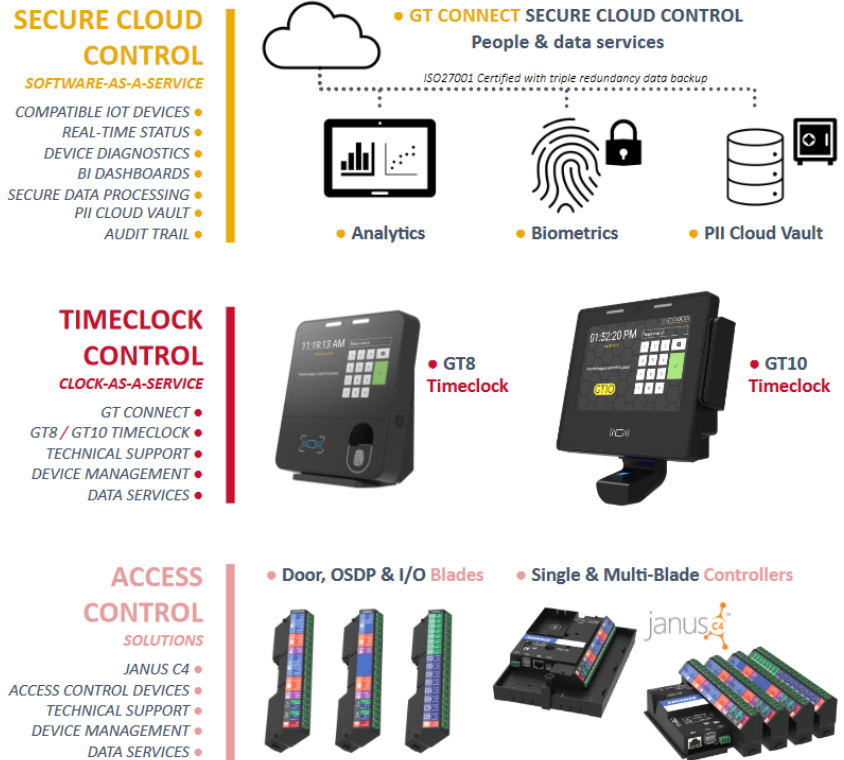 SECURE CLOUD
CONTROL
SOFTWARE-AS-A-SERVICE
COMPATIBLE IOT DEVICES
REAL-TIME STATUS
DEVICE DIAGNOSTICS
BI DASHBOARDS
SECURE DATA PROCESSING
PII CLOUD VAULT
AUDIT TRAIL
GT CONNECT SECURE CLOUD CONTROL
People & data services
ISO27001 Certified with triple redundancy data backup
Analytics
Biometrics
PII Cloud Vault
TIMECLOCK
CONTROL
CLOCK-AS-A-SERVICE
GT CONNECT
GT8 / GT10 TIMECLOCK
TECHNICAL SUPPORT
DEVICE MANAGEMENT
DATA SERVICES
11:19:13 AM
GT8
Timeclock
01:52:20 PM
GT10
GT10
Timeclock
ACCESS
CONTROL
SOLUTIONS
JANUS C4
ACCESS CONTROL DEVICES
TECHNICAL SUPPORT
DEVICE MANAGEMENT
DATA SERVICES
Door, OSDP & I/O Blades
Single & Multi-Blade Controllers
janus C4™